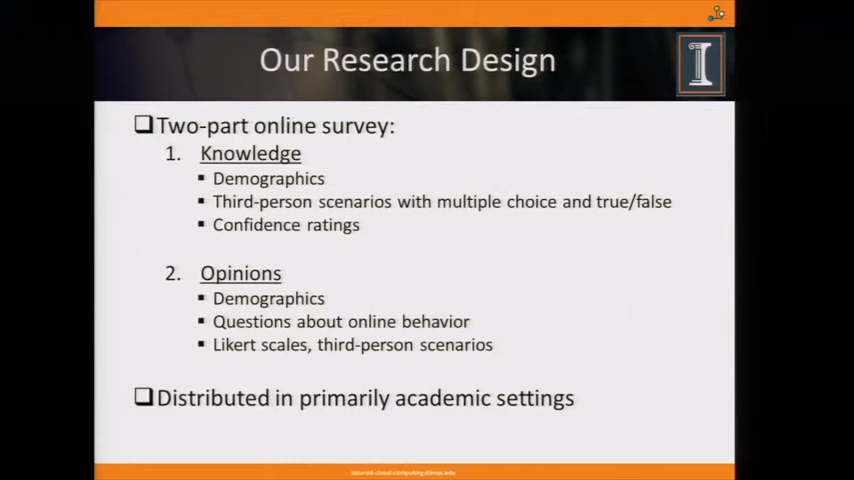 Our Research Design
Two-part online survey:
1. Knowledge
▪ Demographics
▪ Third-person scenarios with multiple choice and true/false
▪ Confidence ratings
2. Opinions
▪ Demographics
▪ Questions about online behavior
▪ Likert scales, third-person scenarios
Distributed in primarily academic settings
assured-cloud-computing.illinois.edu